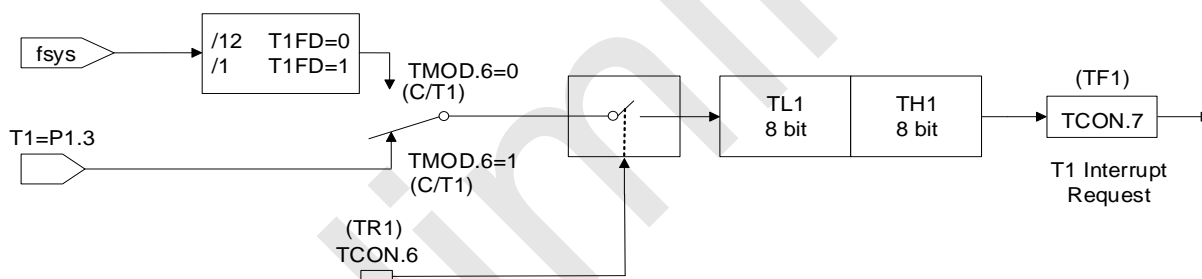 fsys
/12 T1FD=0
/1 T1FD=1
TMOD.6=0
(C/T1)
T1=P1.3
TMOD.6=1
(C/T1)
(TR1)
TCON.6
TL1
8 bit
TH1
8 bit
(TF1)
TCON.7
T1 Interrupt
Request